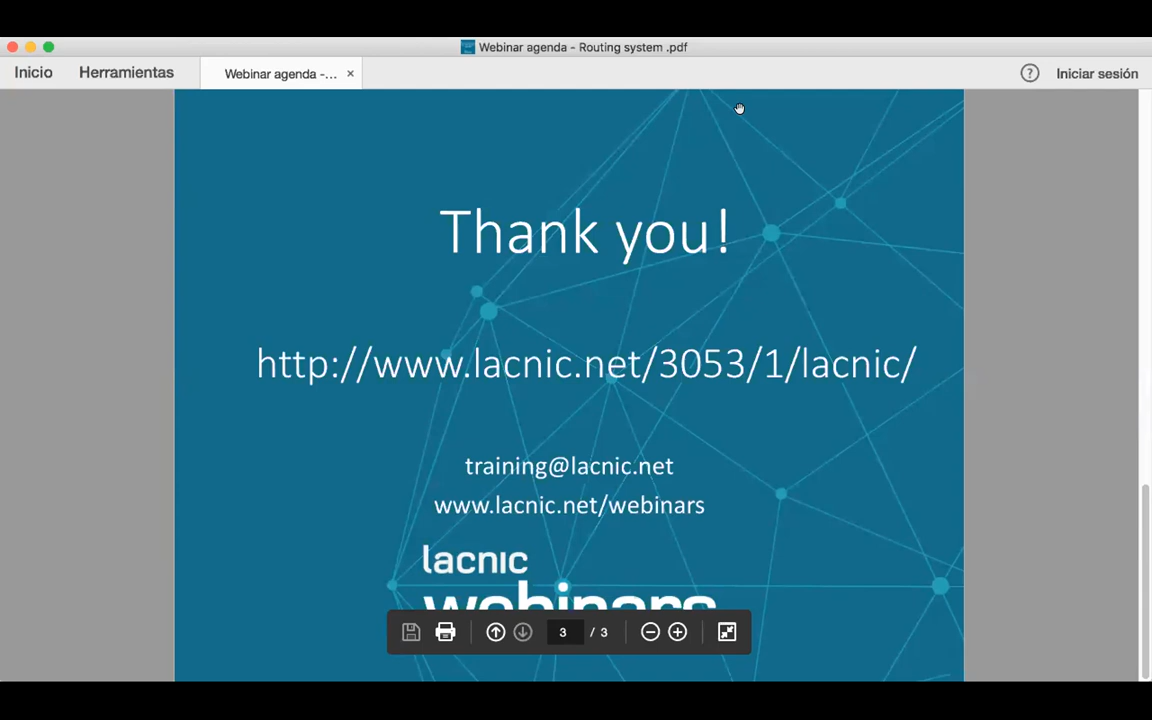 Webinar agenda - Routing system .pdf
Inicio
Herramientas
Webinar agenda -... ×
? Iniciar sesión
Thank you!
http://www.lacnic.net/3053/1/lacnic/
training@lacnic.net
www.lacnic.net/webinars
lacnic
webinars
3 / 3